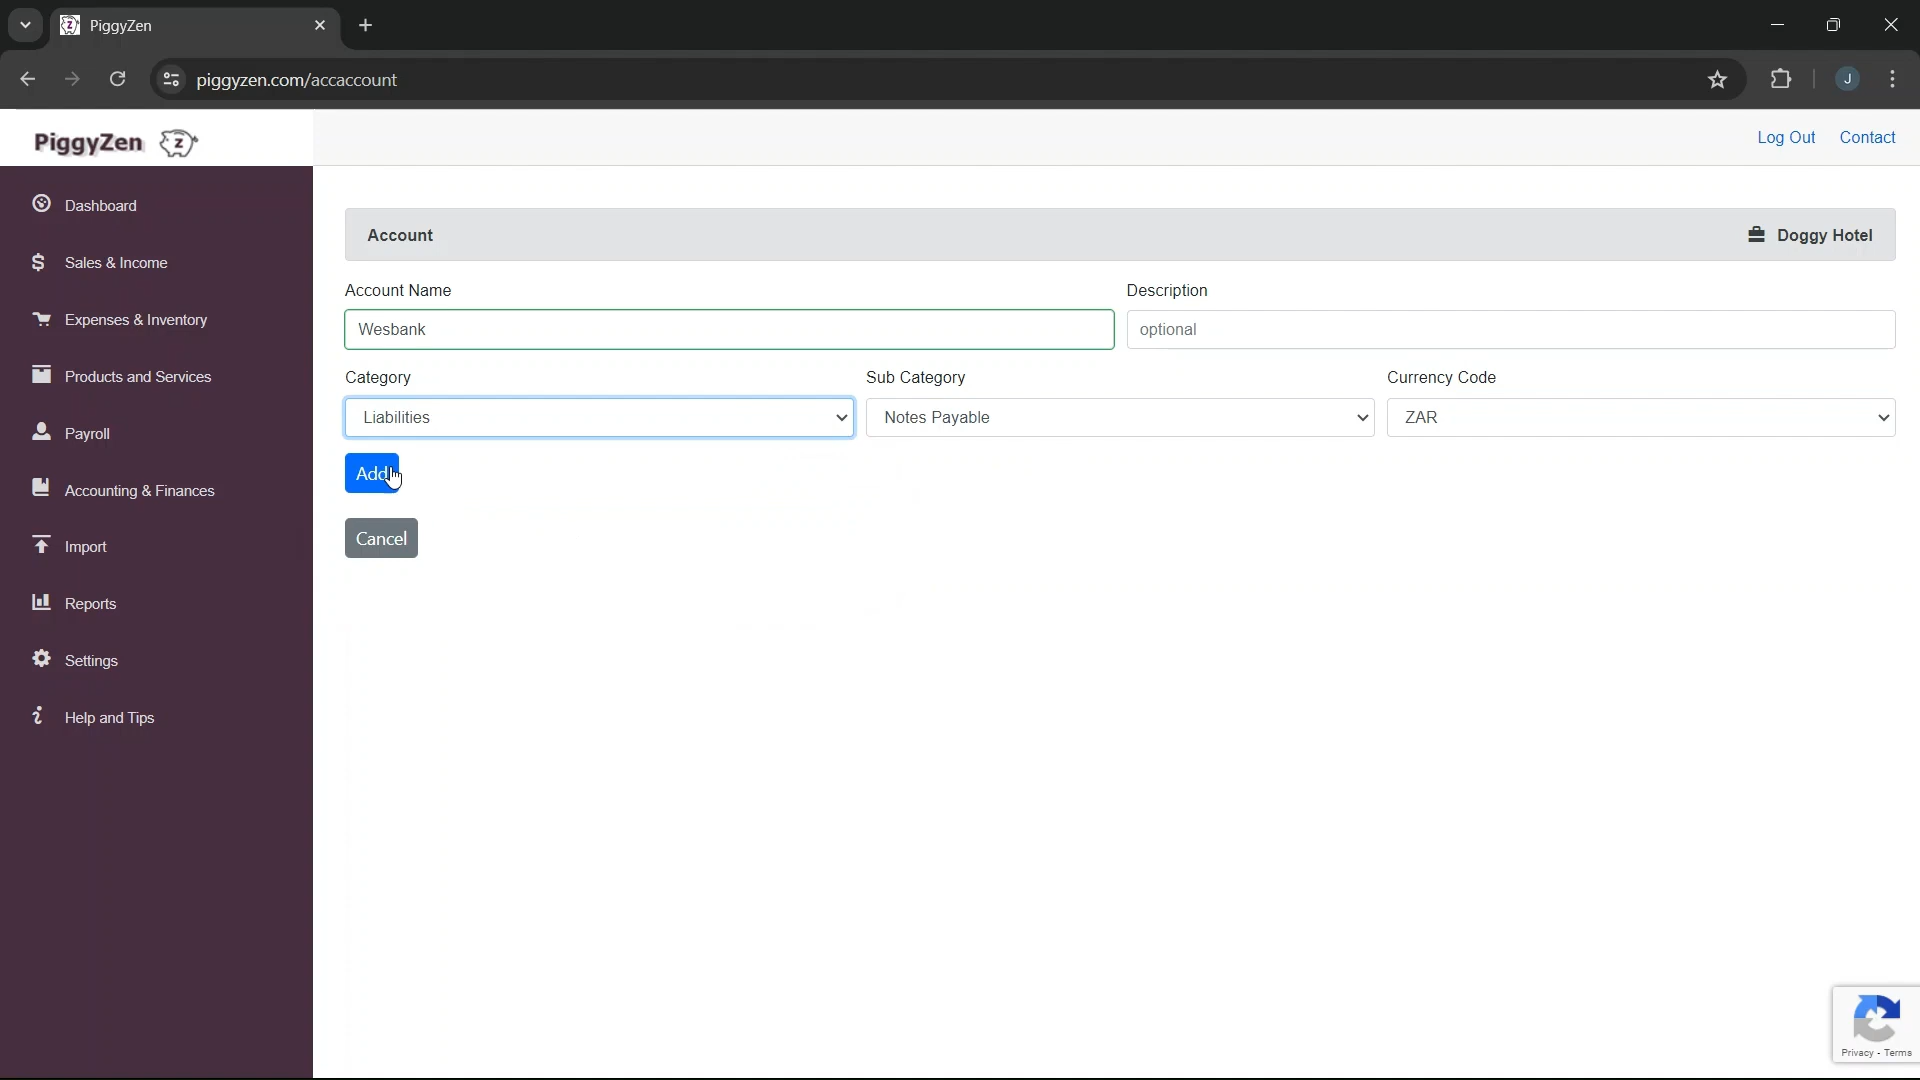 PiggyZen
piggyzen.com/accaccount
J
PiggyZen Z
Log Out Contact
Dashboard
Sales & Income
Expenses & Inventory
Products and Services
Payroll
Accounting & Finances
Import
Reports
Settings
Help and Tips
Account Doggy Hotel
Account Name Description
Wesbank optional
Category Sub Category Currency Code
Liabilities Notes Payable ZAR
Add
Cancel
Privacy - Terms